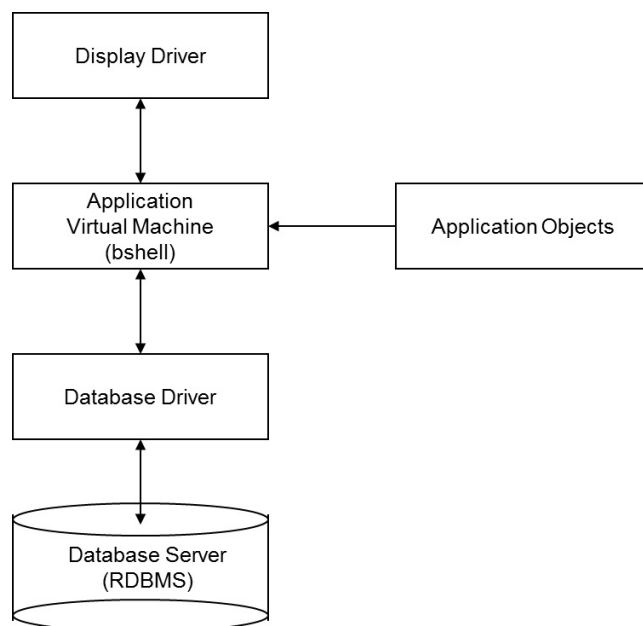 Display Driver
Application
Virtual Machine
(bshell)
Application Objects
Database Driver
Database Server
(RDBMS)